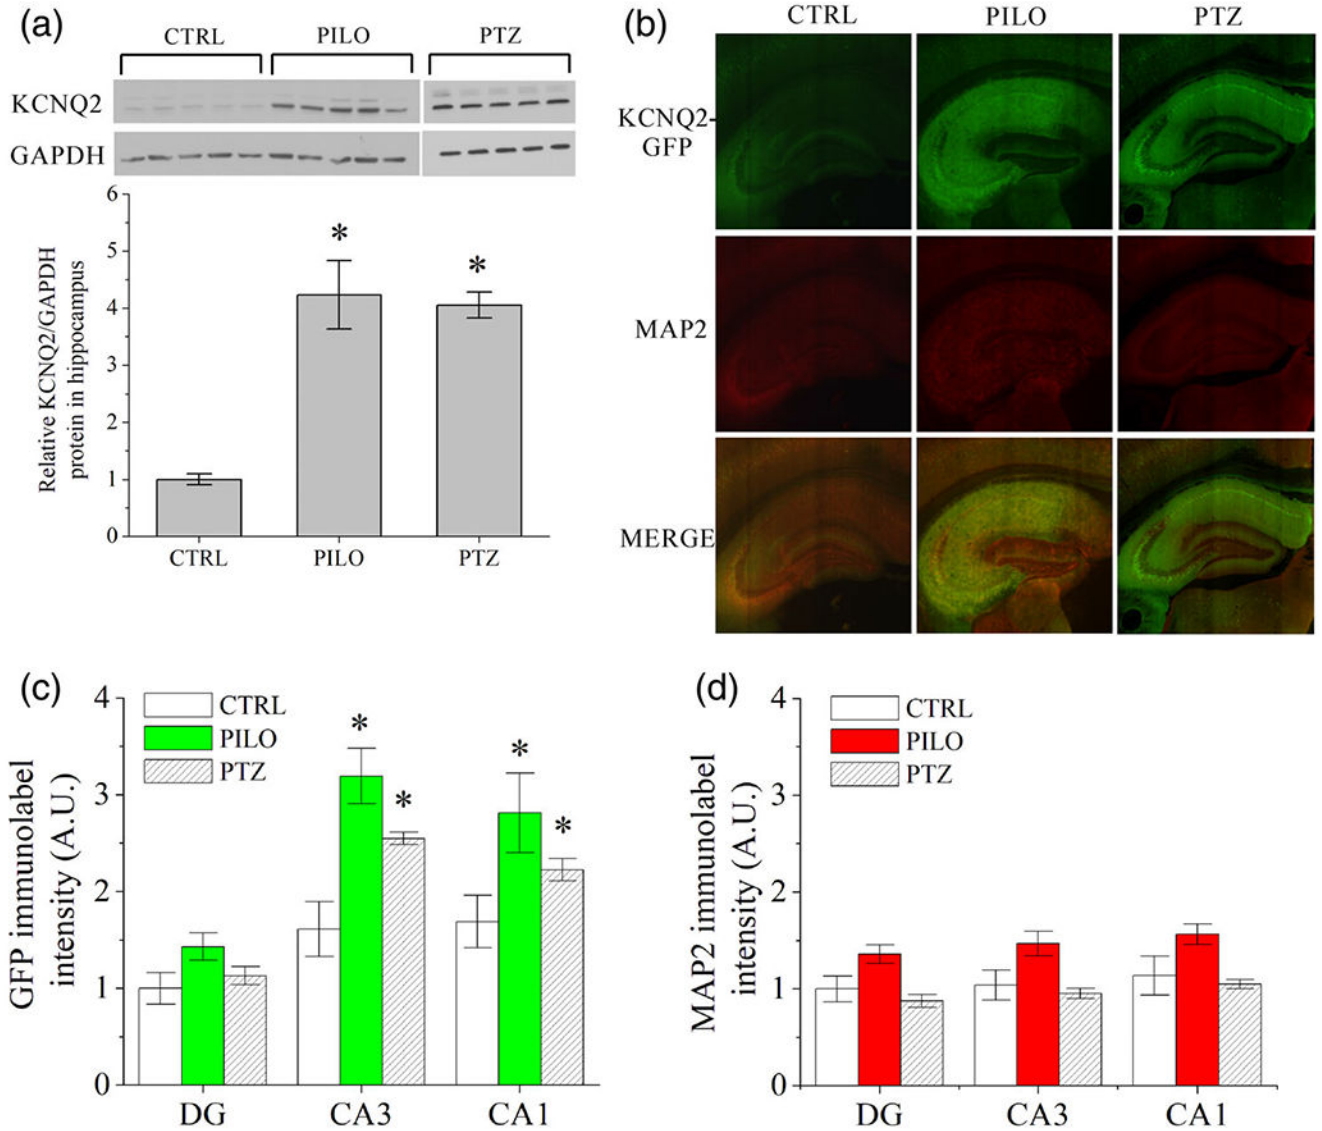 (a)
CTRL PILO PTZ
KCNQ2
GAPDH
6
5
4
3
2
1
0
Relative KCNQ2/GAPDH
protein in hippocampus
*
*
CTRL PILO PTZ
(b)
CTRL PILO PTZ
KCNQ2-
GFP
MAP2
MERGE
(c)
4
3
2
1
0
GFP immunolabel
intensity (A.U.)
CTRL
PILO
PTZ
*
*
*
*
DG CA3 CA1
(d)
4
3
2
1
0
MAP2 immunolabel
intensity (A.U.)
CTRL
PILO
PTZ
DG CA3 CA1